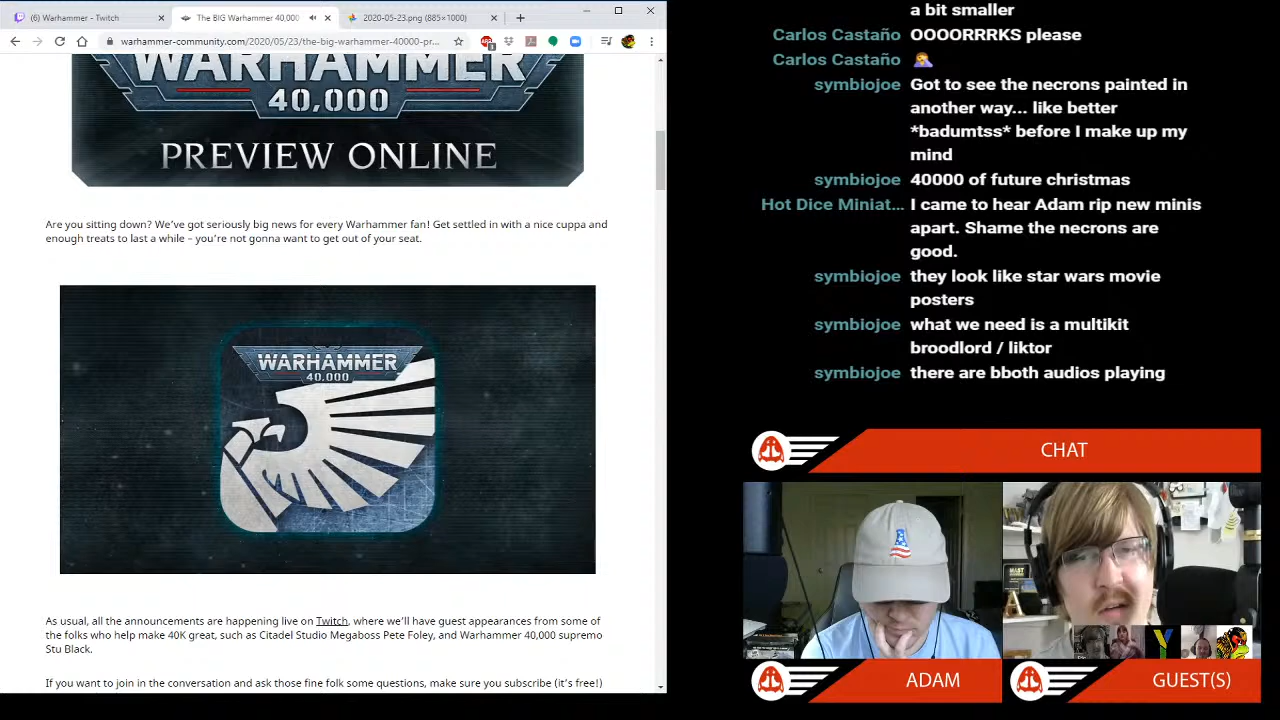 (6) Warhammer - Twitch
The BIG Warhammer 40,000
2020-05-23.png (885×1000)
warhammer-community.com/2020/05/23/the-big-warhammer-40000-pr...
WARHAMMER
40,000
PREVIEW ONLINE
Are you sitting down? We've got seriously big news for every Warhammer fan! Get settled in with a nice cuppa and
enough treats to last a while – you're not gonna want to get out of your seat.
WARHAMMER
40,000
As usual, all the announcements are happening live on Twitch, where we'll have guest appearances from some of
the folks who help make 40K great, such as Citadel Studio Megaboss Pete Foley, and Warhammer 40,000 supremo
Stu Black.
If you want to join in the conversation and ask those fine folk some questions, make sure you subscribe (it's free!)
a bit smaller
Carlos Castaño OOOORRRKS please
Carlos Castaño
symbiojoe Got to see the necrons painted in
another way... like better
*badumtss* before I make up my
mind
symbiojoe 40000 of future christmas
Hot Dice Miniat... I came to hear Adam rip new minis
apart. Shame the necrons are
good.
symbiojoe they look like star wars movie
posters
symbiojoe what we need is a multikit
broodlord / liktor
symbiojoe there are bboth audios playing
CHAT
ADAM
GUEST(S)